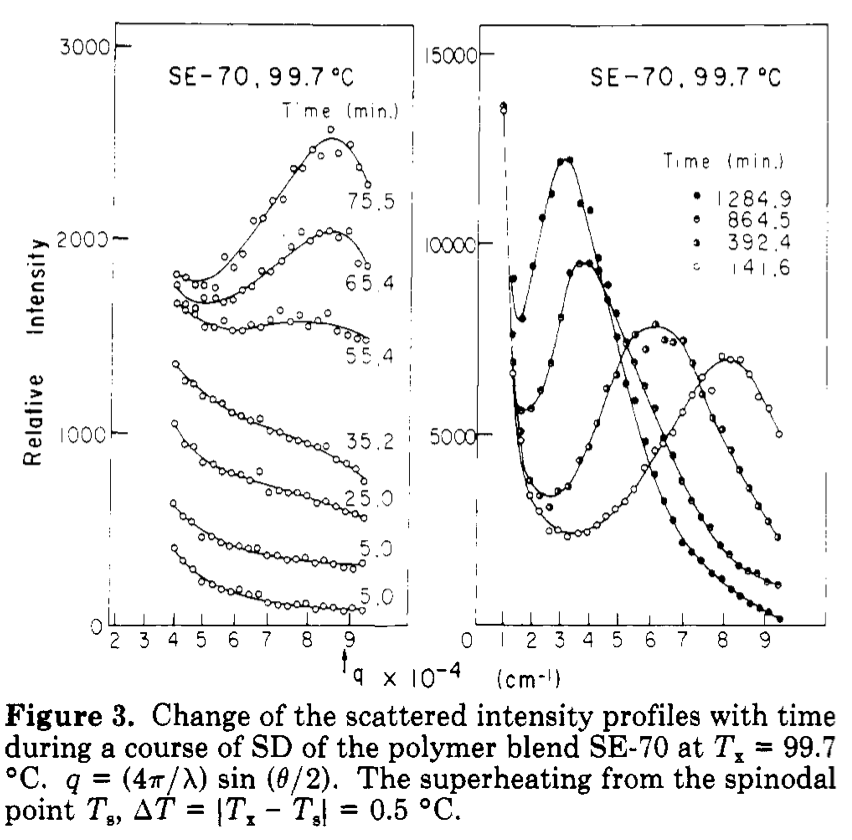 3000
SE-70, 99.7 °C
Time (min.)
75.5
2000
65.4
55.4
1000
35.2
25.0
5.0
5.0
0
2 3 4 5 6 7 8 9
Relative Intensity
15000
SE-70, 99.7 °C
Time (min.)
1284.9
864.5
392.4
141.6
10000
5000
0 1 2 3 4 5 6 7 8 9
q × 10⁻⁴ (cm⁻¹)
Figure 3. Change of the scattered intensity profiles with time
during a course of SD of the polymer blend SE-70 at Tₓ = 99.7
°C. q = (4π/λ) sin (θ/2). The superheating from the spinodal
point Tₛ, ΔT = |Tₓ − Tₛ| = 0.5 °C.